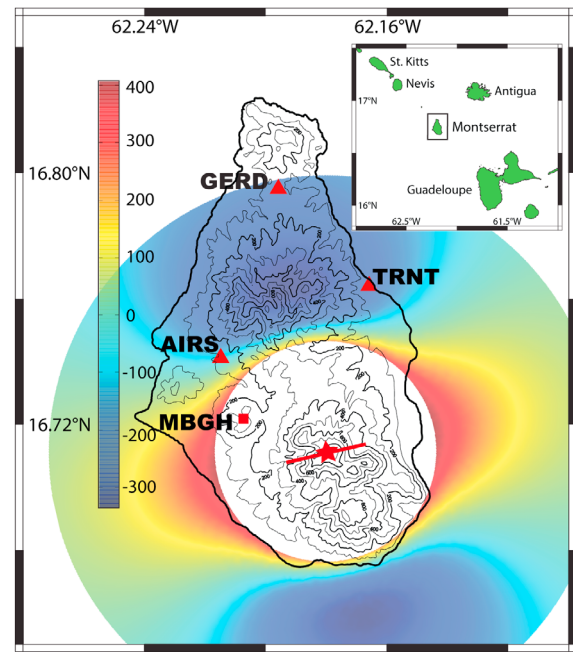 62.24°W
62.16°W
400
300
200
100
0
-100
-200
-300
16.80°N
16.72°N
GERD
TRNT
AIRS
MBGH
St. Kitts
Nevis
Antigua
17°N
Montserrat
Guadeloupe
16°N
62.5°W
61.5°W